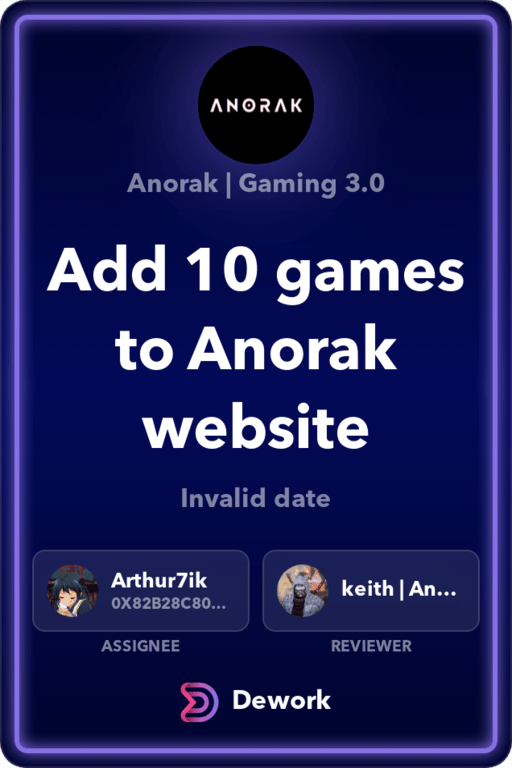 ANORAK
Anorak | Gaming 3.0
Add 10 games
to Anorak
website
Invalid date
Arthur7ik
0X82B28C80...
ASSIGNEE
keith | An...
REVIEWER
Dework